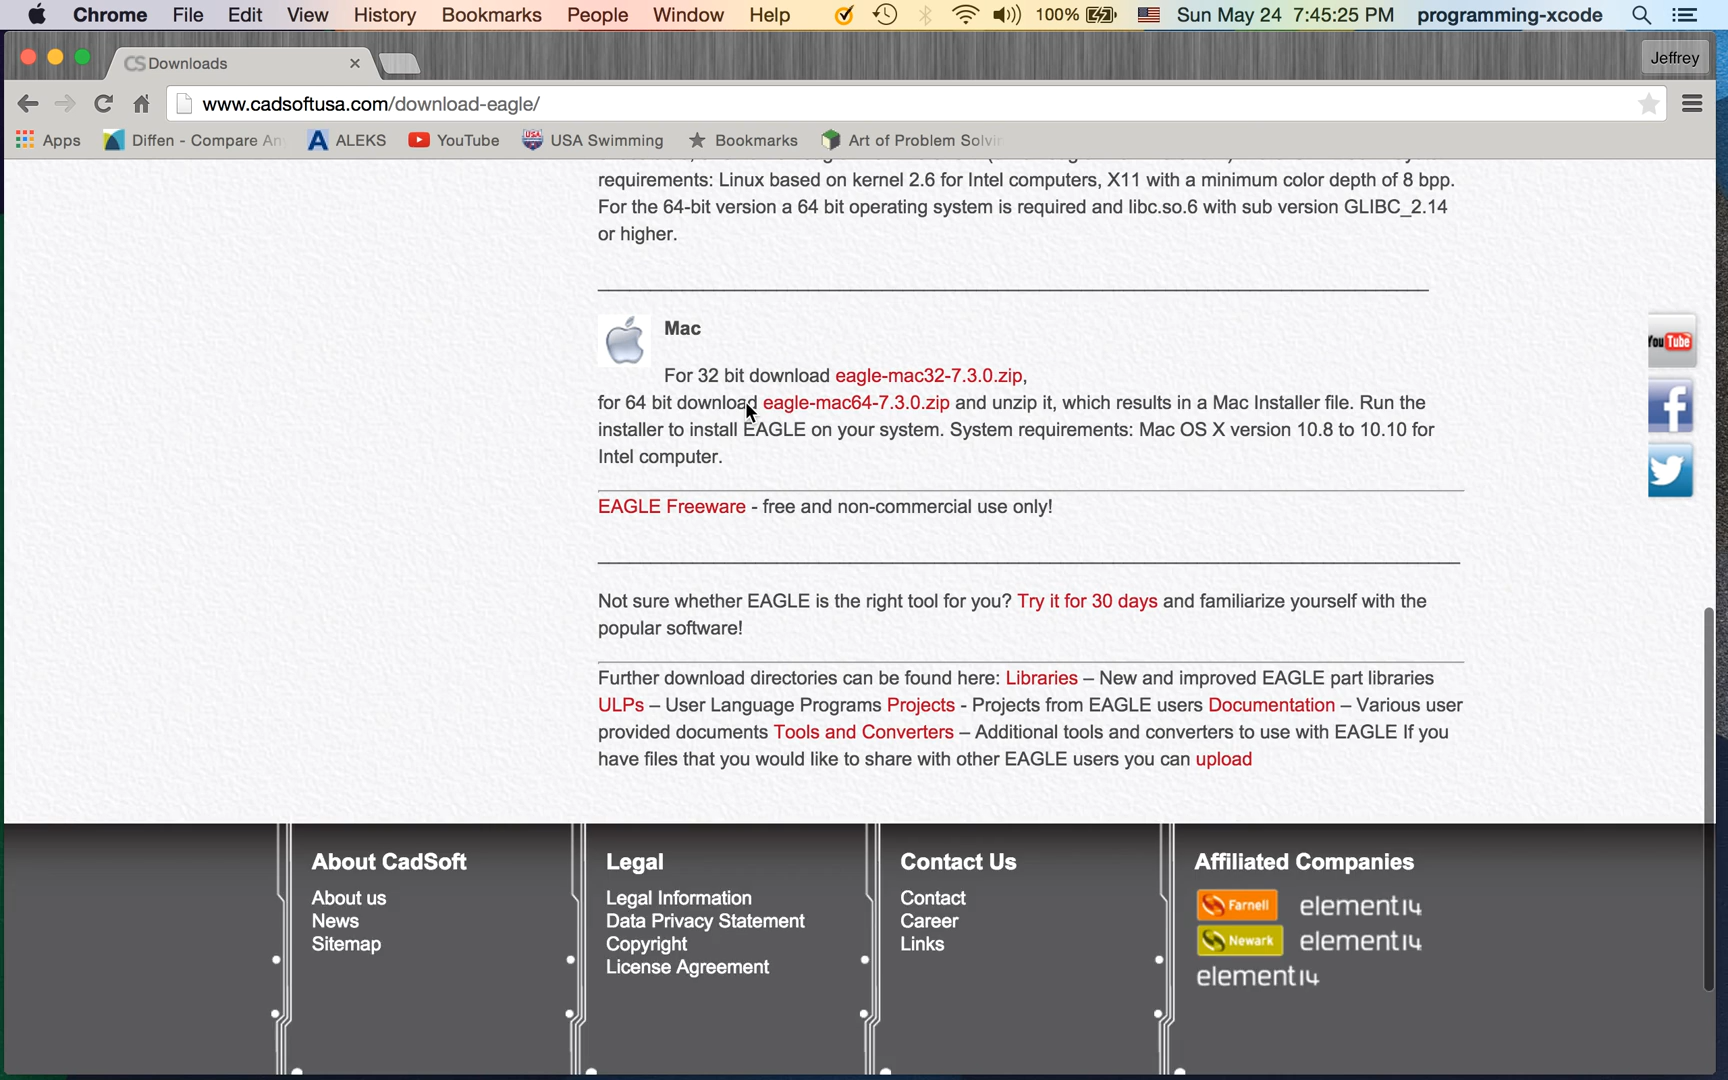 Chrome File Edit View History Bookmarks People Window Help 100% Sun May 24 7:45:25 PM programming-xcode
CS Downloads
Jeffrey
www.cadsoftusa.com/download-eagle/
Apps Diffen - Compare An ALEKS YouTube USA Swimming Bookmarks Art of Problem Solvin
requirements: Linux based on kernel 2.6 for Intel computers, X11 with a minimum color depth of 8 bpp.
For the 64-bit version a 64 bit operating system is required and libc.so.6 with sub version GLIBC_2.14
or higher.
Mac
For 32 bit download eagle-mac32-7.3.0.zip,
for 64 bit download eagle-mac64-7.3.0.zip and unzip it, which results in a Mac Installer file. Run the
installer to install EAGLE on your system. System requirements: Mac OS X version 10.8 to 10.10 for
Intel computer.
You Tube
EAGLE Freeware - free and non-commercial use only!
Not sure whether EAGLE is the right tool for you? Try it for 30 days and familiarize yourself with the
popular software!
Further download directories can be found here: Libraries – New and improved EAGLE part libraries
ULPs – User Language Programs Projects - Projects from EAGLE users Documentation – Various user
provided documents Tools and Converters – Additional tools and converters to use with EAGLE If you
have files that you would like to share with other EAGLE users you can upload
About CadSoft
About us
News
Sitemap
Legal
Legal Information
Data Privacy Statement
Copyright
License Agreement
Contact Us
Contact
Career
Links
Affiliated Companies
Farnell element14
Newark element14
element14